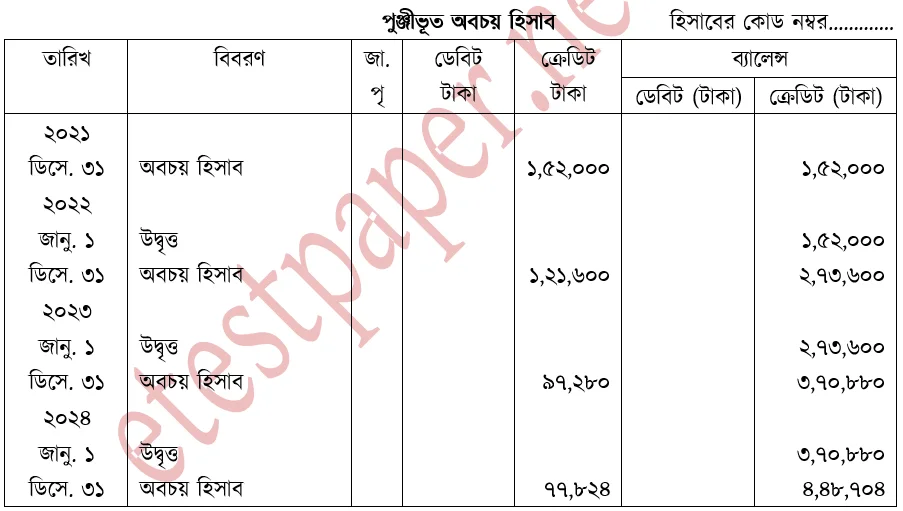 পুঞ্জীভূত অবচয় হিসাব হিসাবের কোড নম্বর.............
তারিখ বিবরণ জা. পৃ ডেবিট টাকা ক্রেডিট টাকা ব্যালেন্স
ডেবিট (টাকা) ক্রেডিট (টাকা)
২০২১
ডিসে. ৩১ অবচয় হিসাব ১,৫২,০০০ ১,৫২,০০০
২০২২
জানু. ১ উদ্বৃত্ত ১,৫২,০০০
ডিসে. ৩১ অবচয় হিসাব ১,২১,৬০০ ২,৭৩,৬০০
২০২৩
জানু. ১ উদ্বৃত্ত ২,৭৩,৬০০
ডিসে. ৩১ অবচয় হিসাব ৯৭,২৮০ ৩,৭০,৮৮০
২০২৪
জানু. ১ উদ্বৃত্ত ৩,৭০,৮৮০
ডিসে. ৩১ অবচয় হিসাব ৭৭,৮২৪ ৪,৪৮,৭০৪
etestpaper.net